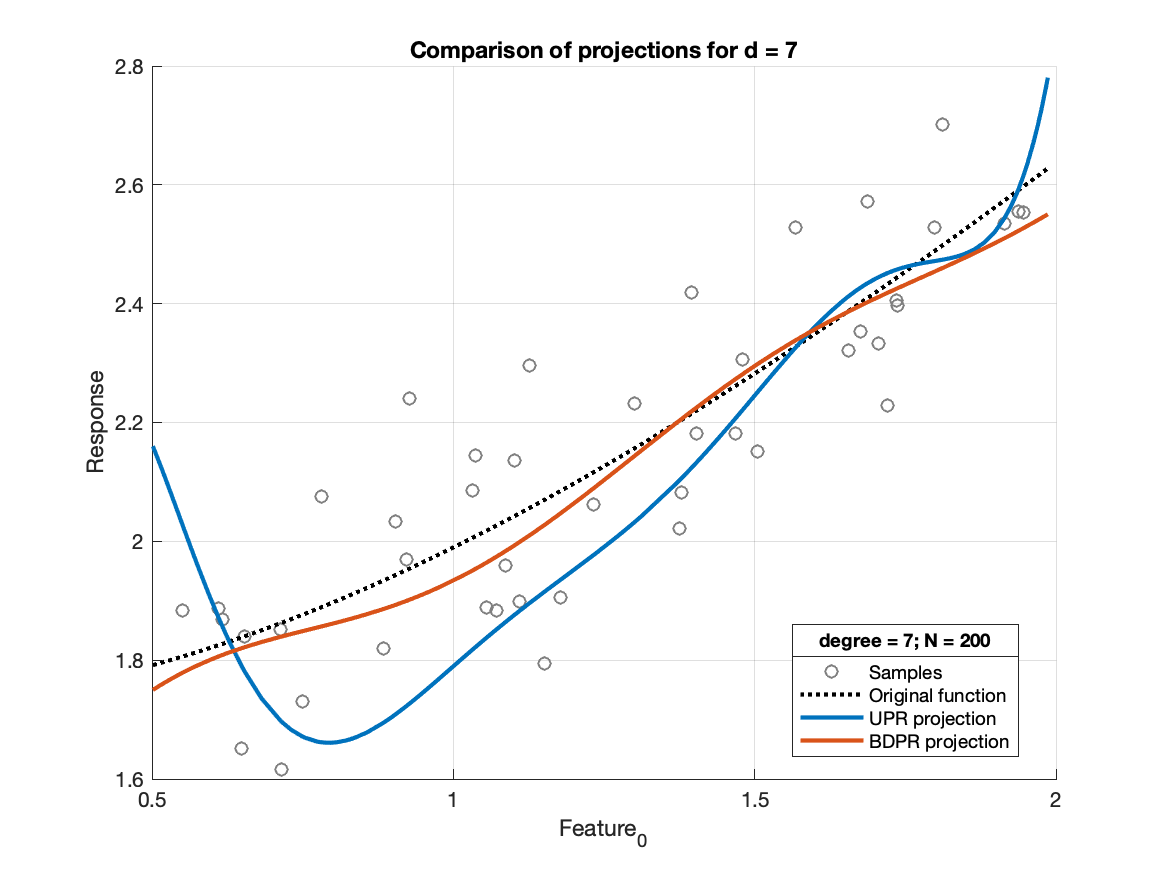 Comparison of projections for d = 7
2.8
2.6
2.4
2.2
2
1.8
1.6
Response
0.5
1
1.5
2
Feature0
degree = 7; N = 200
Samples
Original function
UPR projection
BDPR projection